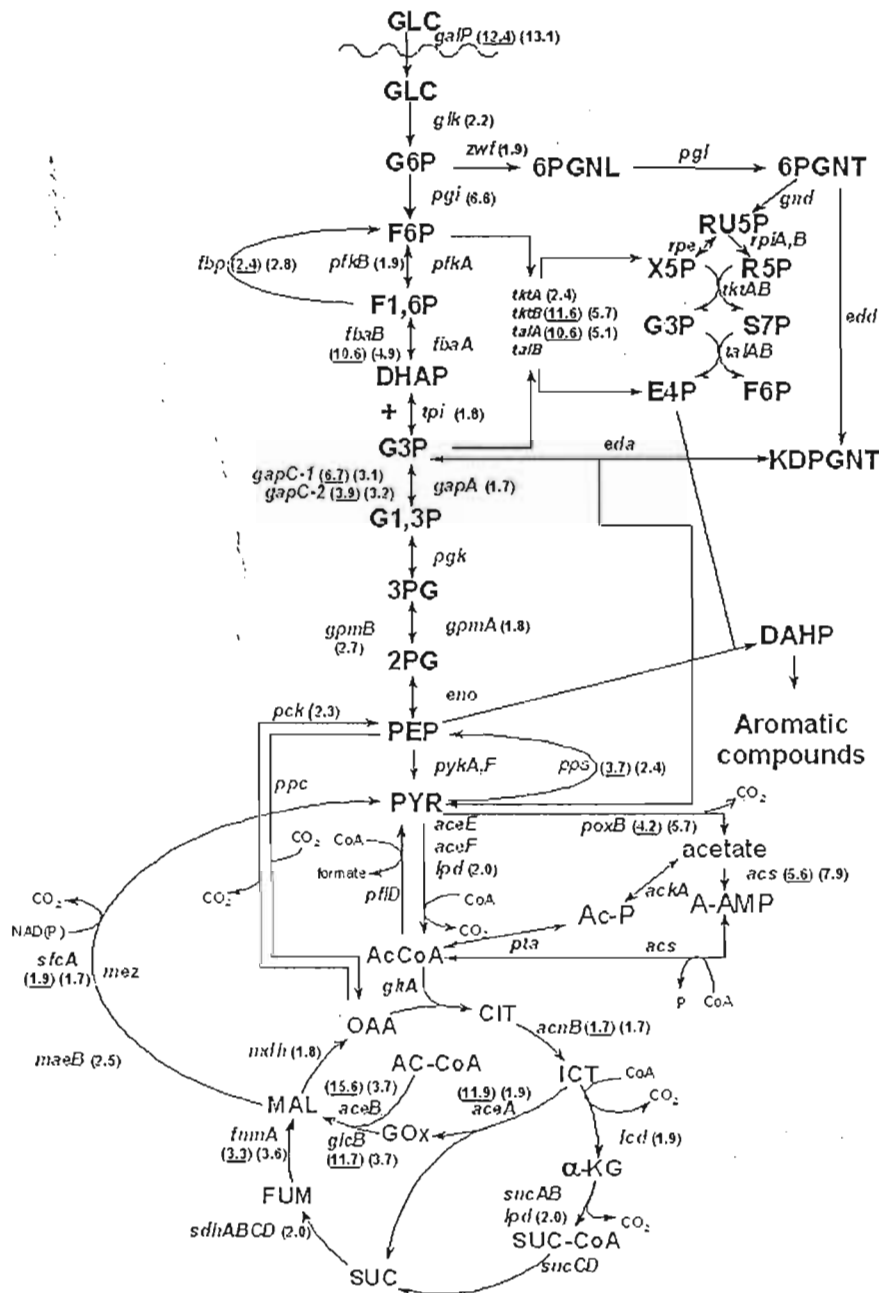 GLC
galP (12.4) (13.1)
GLC
glk (2.2)
G6P
zwf (1.9)
6PGNL
pgl
6PGNT
pgi (6.6)
gnd
RU5P
F6P
rpe
rpiA,B
fbp (2.4) (2.8)
pfkB (1.9)
pfkA
X5P
R5P
tktA (2.4)
tktAB
F1,6P
tktB (11.6) (5.7)
G3P
S7P
edd
fbaB
fbaA
talA (10.6) (5.1)
(10.6) (4.9)
talB
talAB
DHAP
E4P
F6P
+
tpi (1.8)
G3P
eda
KDPGNT
gapC-1 (6.7) (3.1)
gapC-2 (3.9) (3.2)
gapA (1.7)
G1,3P
pgk
3PG
gpmB
(2.7)
gpmA (1.8)
DAHP
2PG
eno
pck (2.3)
PEP
Aromatic
compounds
ppc
pykA,F
pps (3.7) (2.4)
PYR
CO2
aceE
poxB (4.2) (5.7)
CO2
CoA
aceF
acetate
formate
lpd (2.0)
acs (5.6) (7.9)
CO2
CO2
pflD
CoA
ackA
A-AMP
NAD(P)
CO2
Ac-P
sfcA
mez
AcCoA
pta
acs
(1.9) (1.7)
gltA
P
CoA
OAA
CIT
mdh (1.8)
acnB (1.7) (1.7)
maeB (2.5)
AC-CoA
ICT
CoA
(15.6) (3.7)
(11.9) (1.9)
CO2
MAL
aceB
aceA
GOx
fumA
glcB
icd (1.9)
(3.3) (3.6)
(11.7) (3.7)
α-KG
FUM
sucAB
lpd (2.0)
CO2
sdhABCD (2.0)
SUC-CoA
sucCD
SUC